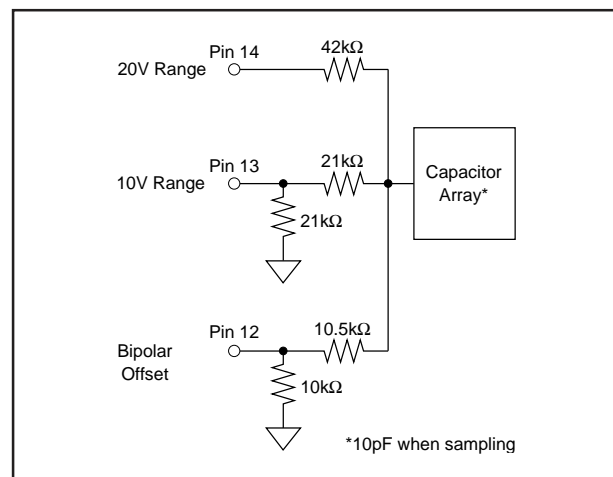 Pin 14
42kΩ
20V Range
Pin 13
21kΩ
10V Range
Capacitor
Array*
21kΩ
Pin 12
10.5kΩ
Bipolar
Offset
10kΩ
*10pF when sampling